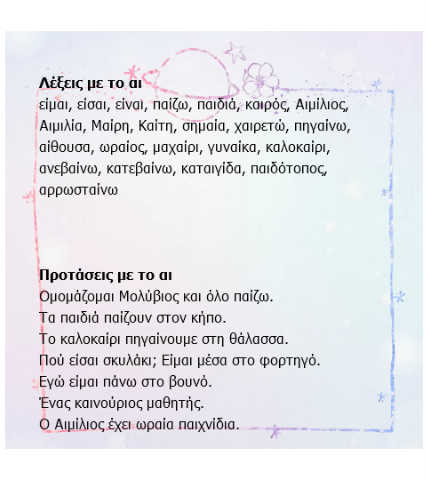 Λέξεις με το αι
είμαι, είσαι, είναι, παίζω, παιδιά, καιρός, Αιμίλιος,
Αιμιλία, Μαίρη, Καίτη, σημαία, χαιρετώ, πηγαίνω,
αίθουσα, ωραίος, μαχαίρι, γυναίκα, καλοκαίρι,
ανεβαίνω, κατεβαίνω, καταιγίδα, παιδότοπος,
αρρωσταίνω
Προτάσεις με το αι
Ομομάζομαι Μολύβιος και όλο παίζω.
Τα παιδιά παίζουν στον κήπο.
Το καλοκαίρι πηγαίνουμε στη θάλασσα.
Πού είσαι σκυλάκι; Είμαι μέσα στο φορτηγό.
Εγώ είμαι πάνω στο βουνό.
Ένας καινούριος μαθητής.
Ο Αιμίλιος έχει ωραία παιχνίδια.